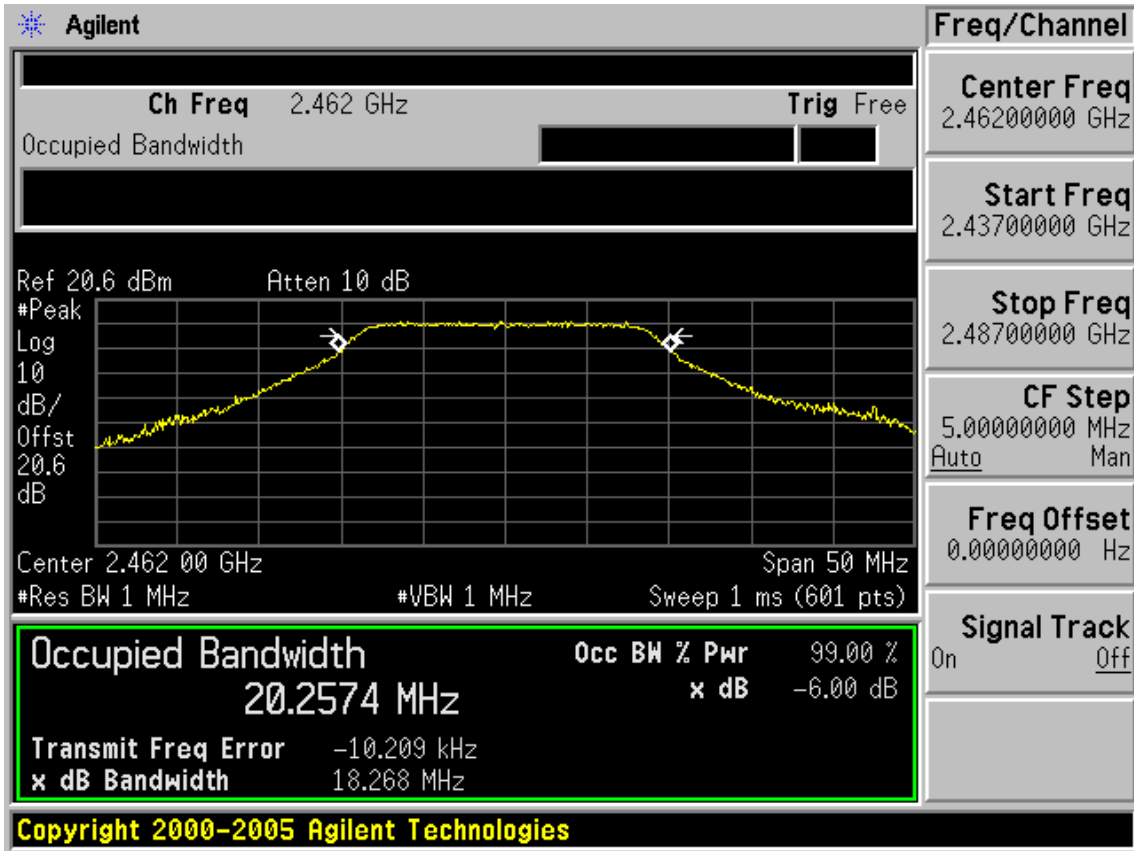 Agilent
Freq/Channel
Ch Freq 2.462 GHz Trig Free
Occupied Bandwidth
Center Freq
2.46200000 GHz
Start Freq
2.43700000 GHz
Stop Freq
2.48700000 GHz
CF Step
5.00000000 MHz
Auto Man
Freq Offset
0.00000000 Hz
Signal Track
On Off
Ref 20.6 dBm Atten 10 dB
#Peak
Log
10
dB/
Offst
20.6
dB
Center 2.462 00 GHz Span 50 MHz
#Res BW 1 MHz #VBW 1 MHz Sweep 1 ms (601 pts)
Occupied Bandwidth Occ BW % Pwr 99.00 %
20.2574 MHz x dB -6.00 dB
Transmit Freq Error -10.209 kHz
x dB Bandwidth 18.268 MHz
Copyright 2000-2005 Agilent Technologies